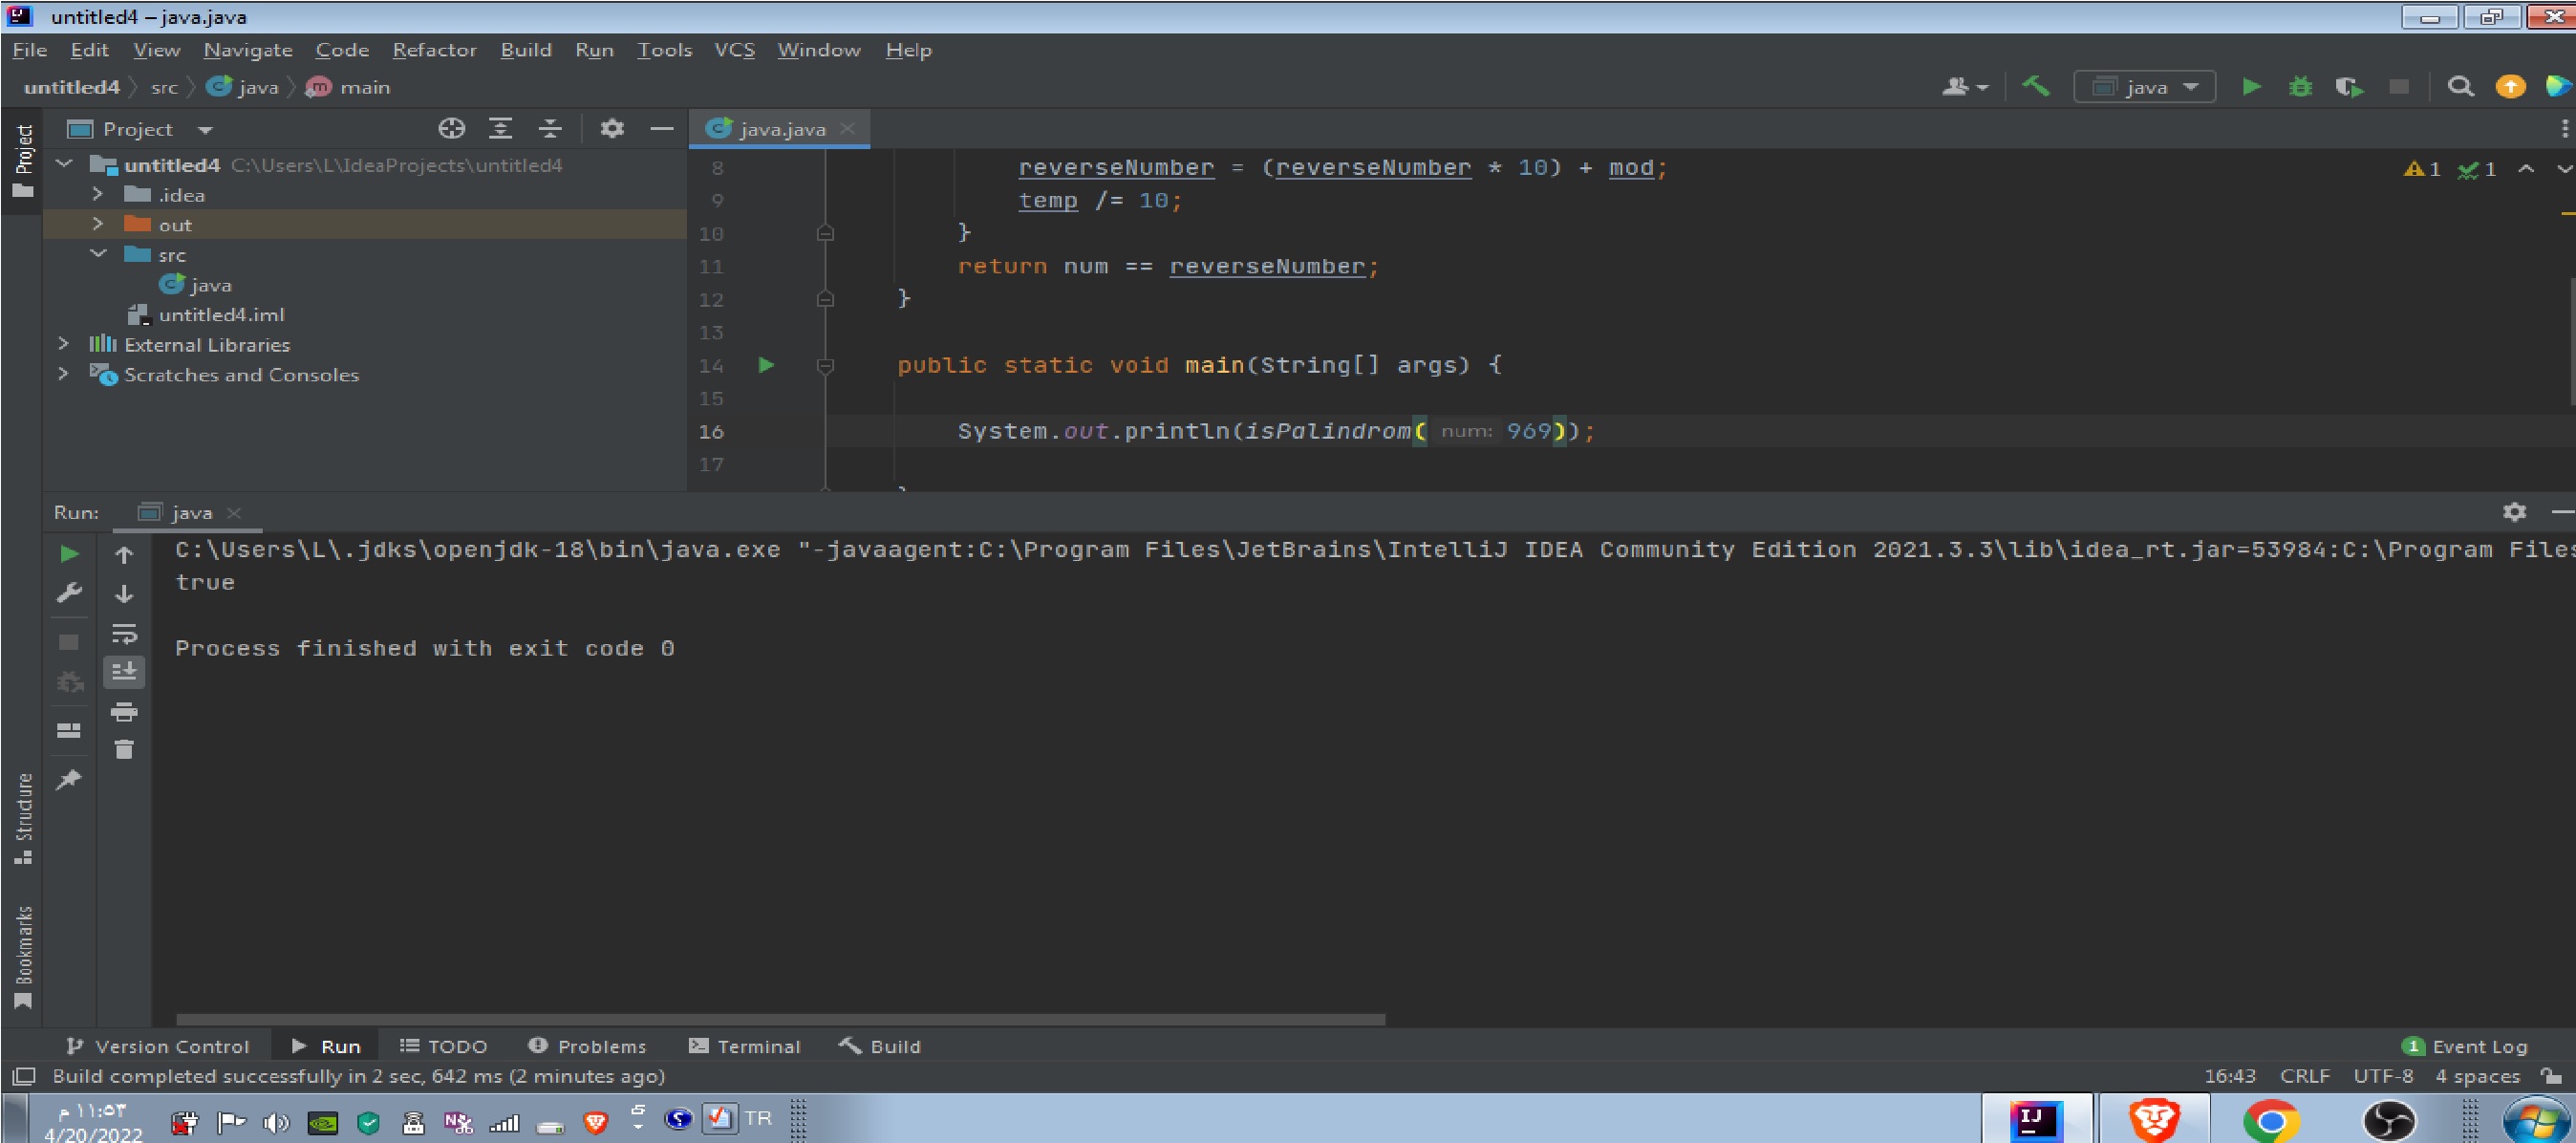 untitled4 – java.java
File Edit View Navigate Code Refactor Build Run Tools VCS Window Help
untitled4 src java main
java
Project
Project
java.java
untitled4 C:\Users\L\IdeaProjects\untitled4
.idea
out
src
java
untitled4.iml
External Libraries
Scratches and Consoles
8 reverseNumber = (reverseNumber * 10) + mod;
9 temp /= 10;
10 }
11 return num == reverseNumber;
12 }
13
14 public static void main(String[] args) {
15
16 System.out.println(isPalindrom( num: 969));
17
1 1
Run: java
C:\Users\L\.jdks\openjdk-18\bin\java.exe "-javaagent:C:\Program Files\JetBrains\IntelliJ IDEA Community Edition 2021.3.3\lib\idea_rt.jar=53984:C:\Program Files
true
Process finished with exit code 0
Structure
Bookmarks
Version Control Run TODO Problems Terminal Build
1 Event Log
Build completed successfully in 2 sec, 642 ms (2 minutes ago)
16:43 CRLF UTF-8 4 spaces
١١:٥٣ م
4/20/2022
TR
IJ